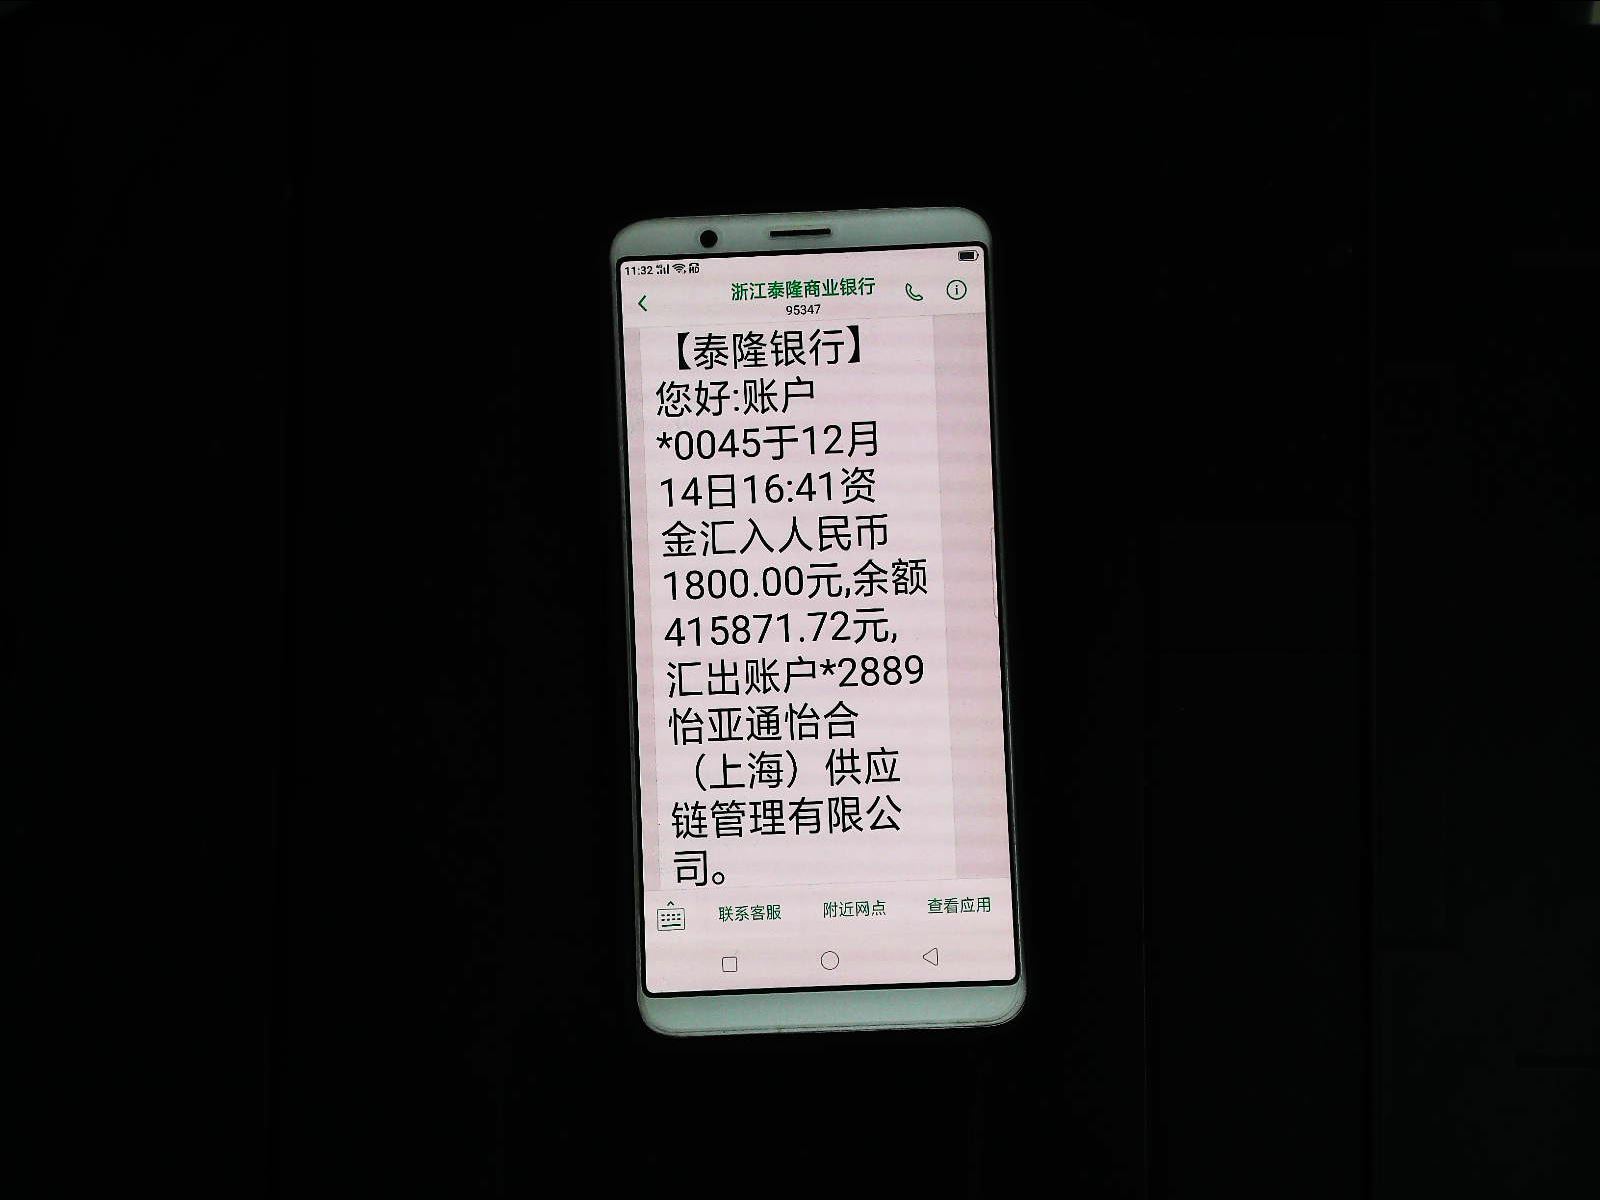 11:32
浙江泰隆商业银行
95347
【泰隆银行】
您好:账户
*0045于12月
14日16:41资
金汇入人民币
1800.00元,余额
415871.72元,
汇出账户*2889
怡亚通怡合
（上海）供应
链管理有限公
司。
联系客服 附近网点 查看应用